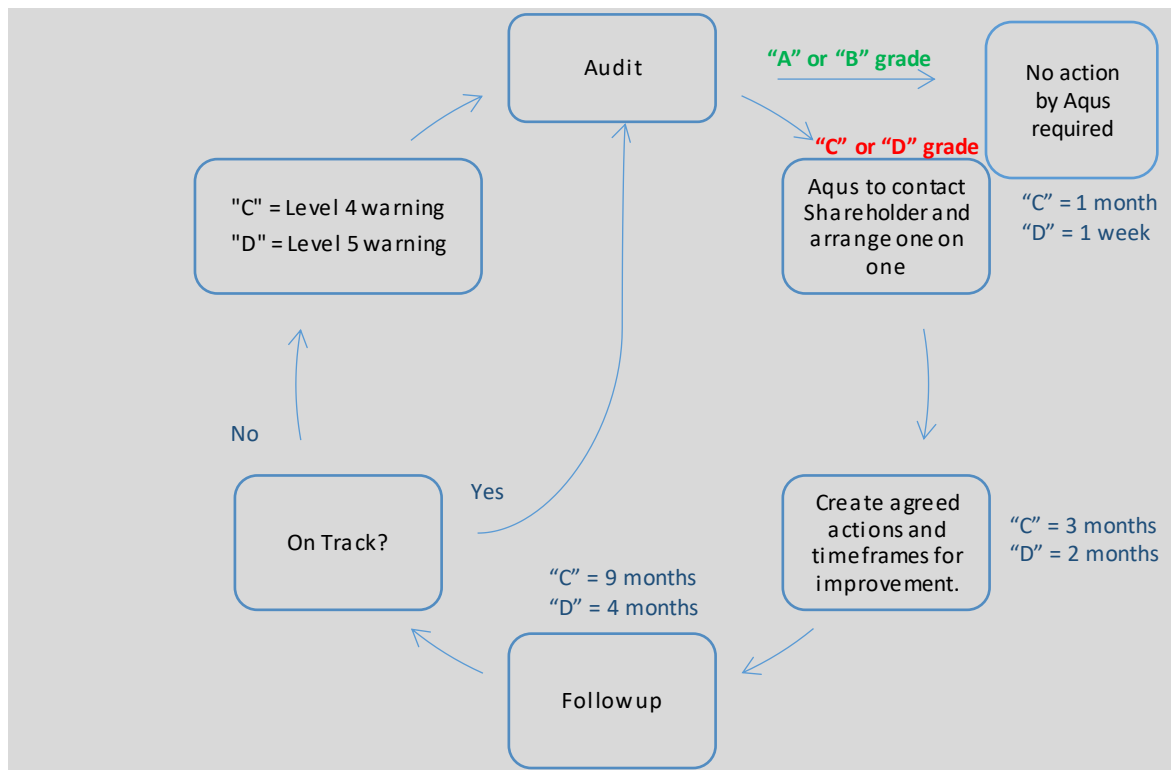 Audit
“A” or “B” grade
No action
by Aqus
required
“C” or “D” grade
Aqus to contact
Shareholder and
arrange one on
one
“C” = 1 month
“D” = 1 week
"C" = Level 4 warning
"D" = Level 5 warning
No
Yes
On Track?
Create agreed
actions and
timeframes for
improvement.
“C” = 3 months
“D” = 2 months
“C” = 9 months
“D” = 4 months
Followup